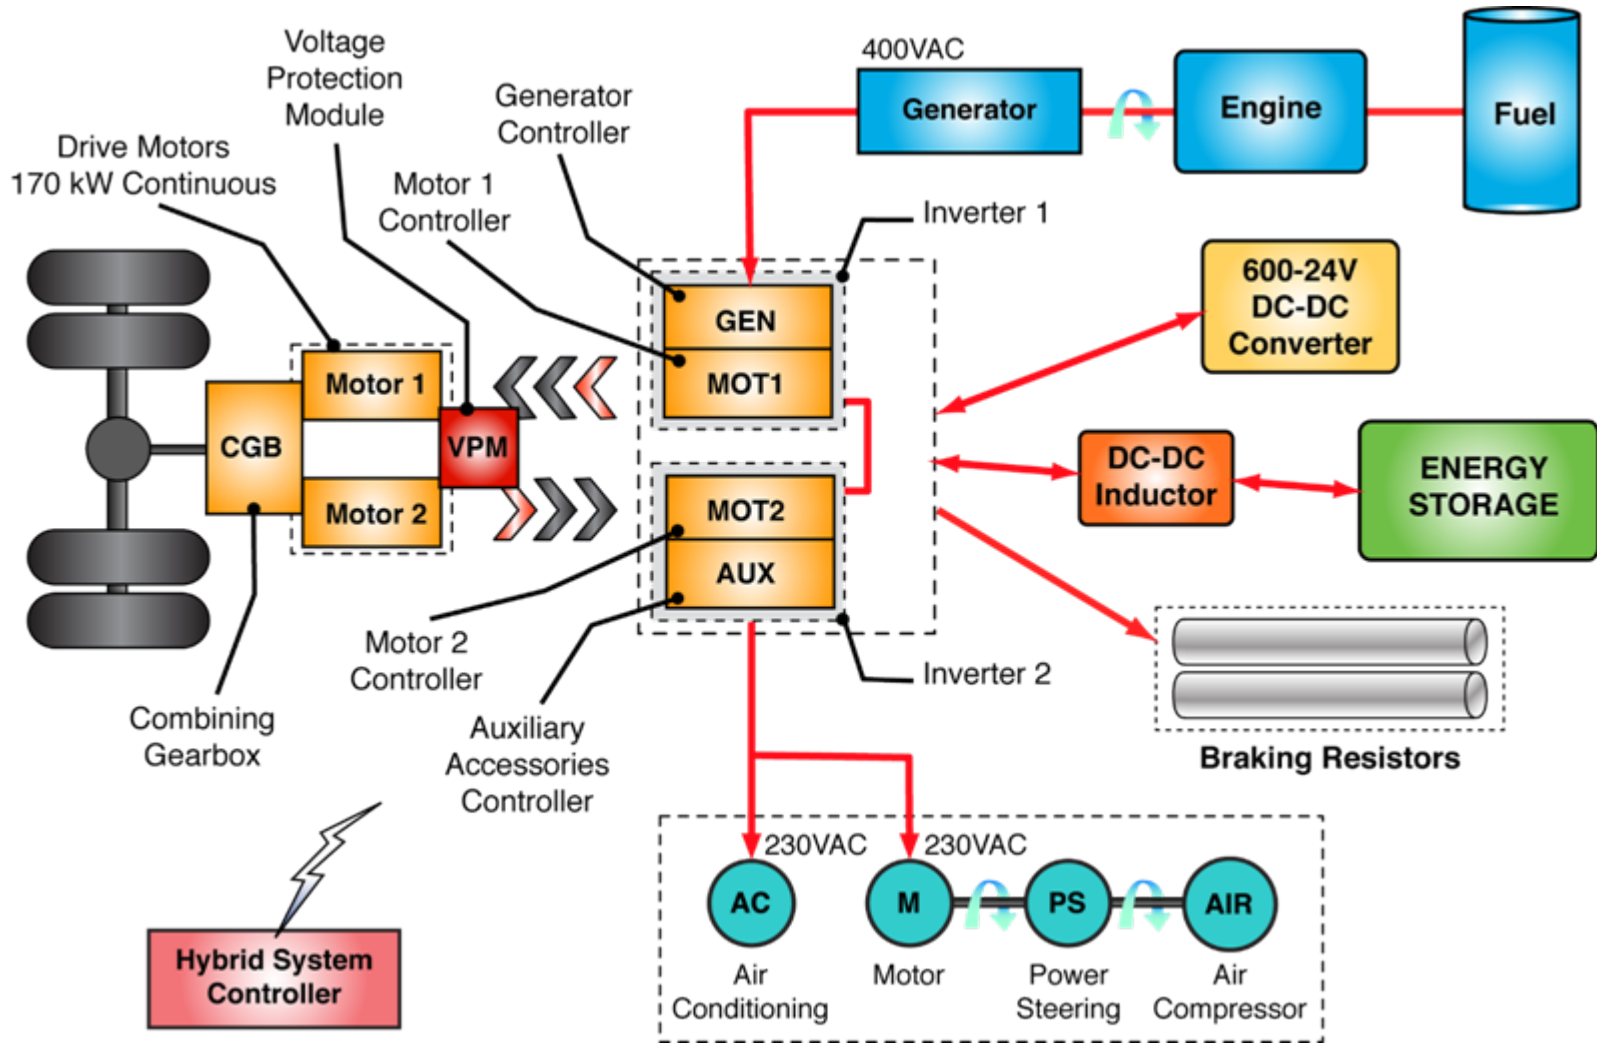 Voltage
Protection
Module
Generator
Controller
Drive Motors
170 kW Continuous
Motor 1
Controller
400VAC
Generator
Engine
Fuel
Inverter 1
600-24V
DC-DC
Converter
GEN
MOT1
Motor 1
CGB
VPM
Motor 2
DC-DC
Inductor
ENERGY
STORAGE
MOT2
AUX
Motor 2
Controller
Inverter 2
Combining
Gearbox
Auxiliary
Accessories
Controller
Braking Resistors
230VAC
230VAC
AC
M
PS
AIR
Air
Conditioning
Motor
Power
Steering
Air
Compressor
Hybrid System
Controller